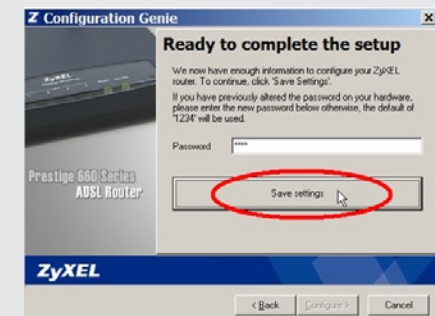 Z Configuration Genie
Ready to complete the setup
We now have enough information to configure your ZyXEL
router. To continue, click 'Save Settings'.
If you have previously altered the password on your hardware,
please enter the new password below otherwise, the default of
"1234" will be used.
Password ****
Prestige 660 Series
ADSL Router
Save settings
ZyXEL
< Back Configure > Cancel